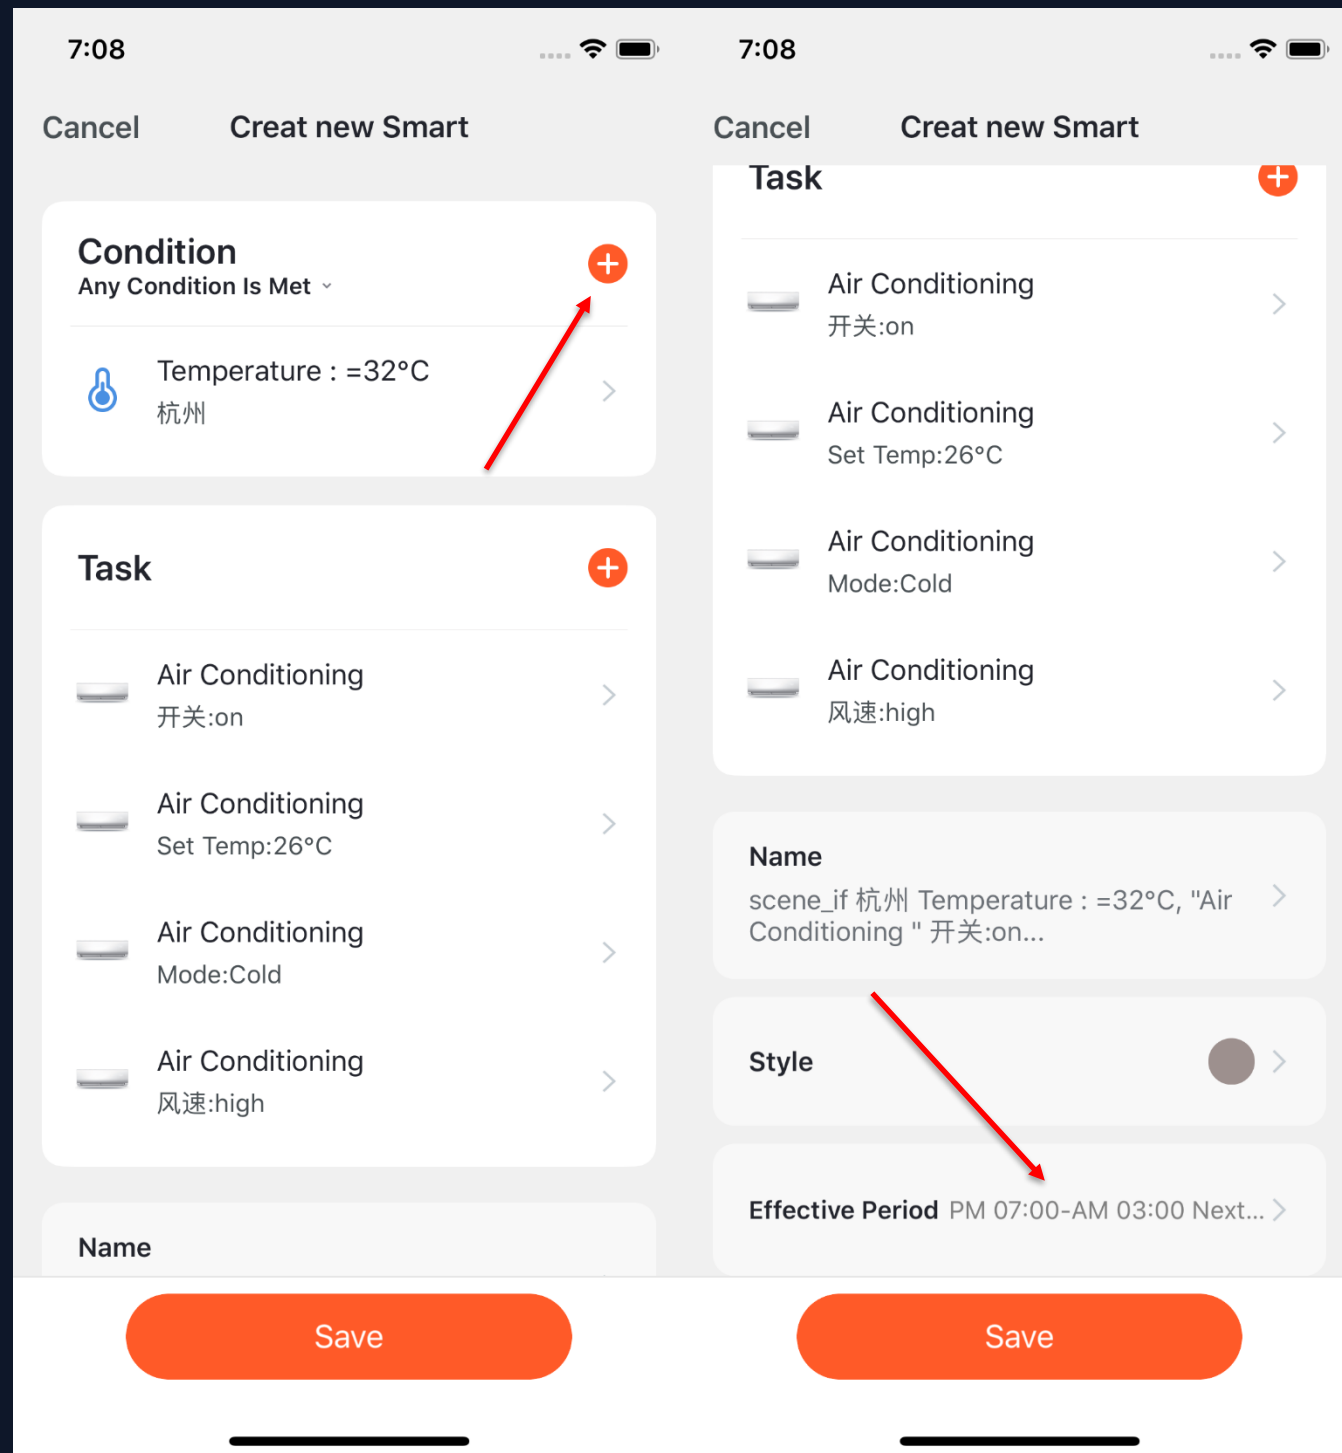 7:08
Cancel
Creat new Smart
Condition
Any Condition Is Met
Temperature : =32°C
杭州
Task
Air Conditioning
开关:on
Air Conditioning
Set Temp:26°C
Air Conditioning
Mode:Cold
Air Conditioning
风速:high
Name
Save
7:08
Cancel
Creat new Smart
Task
Air Conditioning
开关:on
Air Conditioning
Set Temp:26°C
Air Conditioning
Mode:Cold
Air Conditioning
风速:high
Name
scene_if 杭州 Temperature : =32°C, "Air
Conditioning " 开关:on...
Style
Effective Period PM 07:00-AM 03:00 Next...
Save